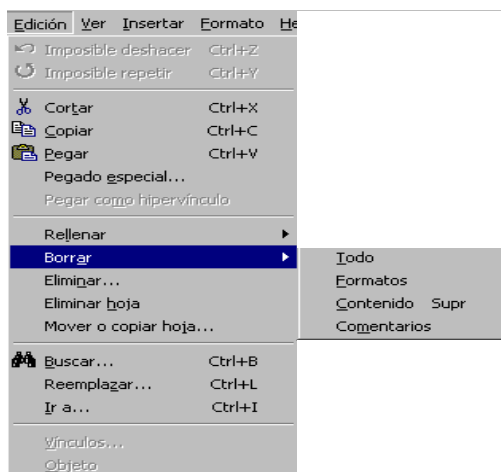 Edición Ver Insertar Formato He
Imposible deshacer Ctrl+Z
Imposible repetir Ctrl+Y
Cortar Ctrl+X
Copiar Ctrl+C
Pegar Ctrl+V
Pegado especial...
Pegar como hipervínculo
Rellenar
Borrar Todo
Eliminar... Formatos
Eliminar hoja Contenido Supr
Mover o copiar hoja... Comentarios
Buscar... Ctrl+B
Reemplazar... Ctrl+L
Ir a... Ctrl+I
Vínculos...
Objeto